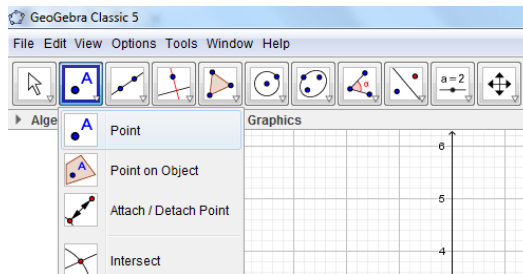 GeoGebra Classic 5
File Edit View Options Tools Window Help
A
α
a=2
Alge
Graphics
A
Point
A
Point on Object
Attach / Detach Point
Intersect
6
5
4